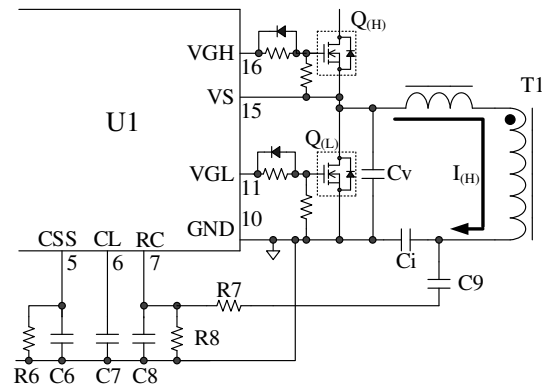 Q(H)
VGH
16
T1
VS
15
U1
Q(L)
I(H)
VGL
11
Cv
10
GND
CSS
CL
RC
5
6
7
Ci
R7
C9
R8
R6
C6
C7
C8